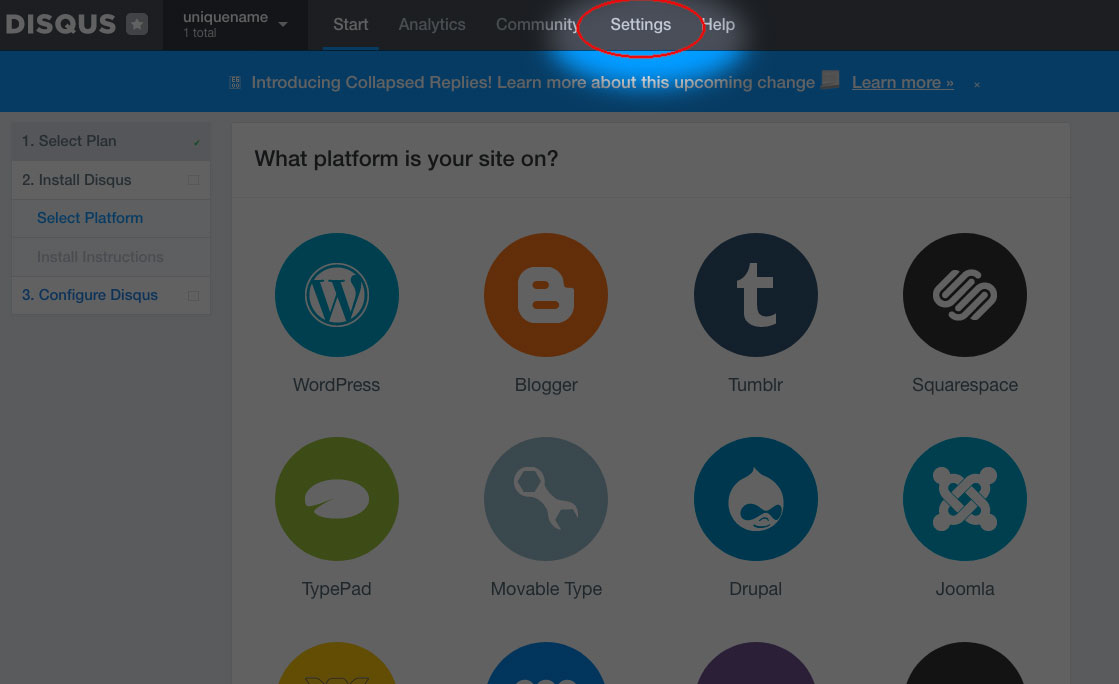 DISQUS
uniquename
1 total
Start
Analytics
Community
Settings
Help
Introducing Collapsed Replies! Learn more about this upcoming change
Learn more »
×
1. Select Plan ✓
2. Install Disqus
Select Platform
Install Instructions
3. Configure Disqus
What platform is your site on?
WordPress
Blogger
Tumblr
Squarespace
TypePad
Movable Type
Drupal
Joomla